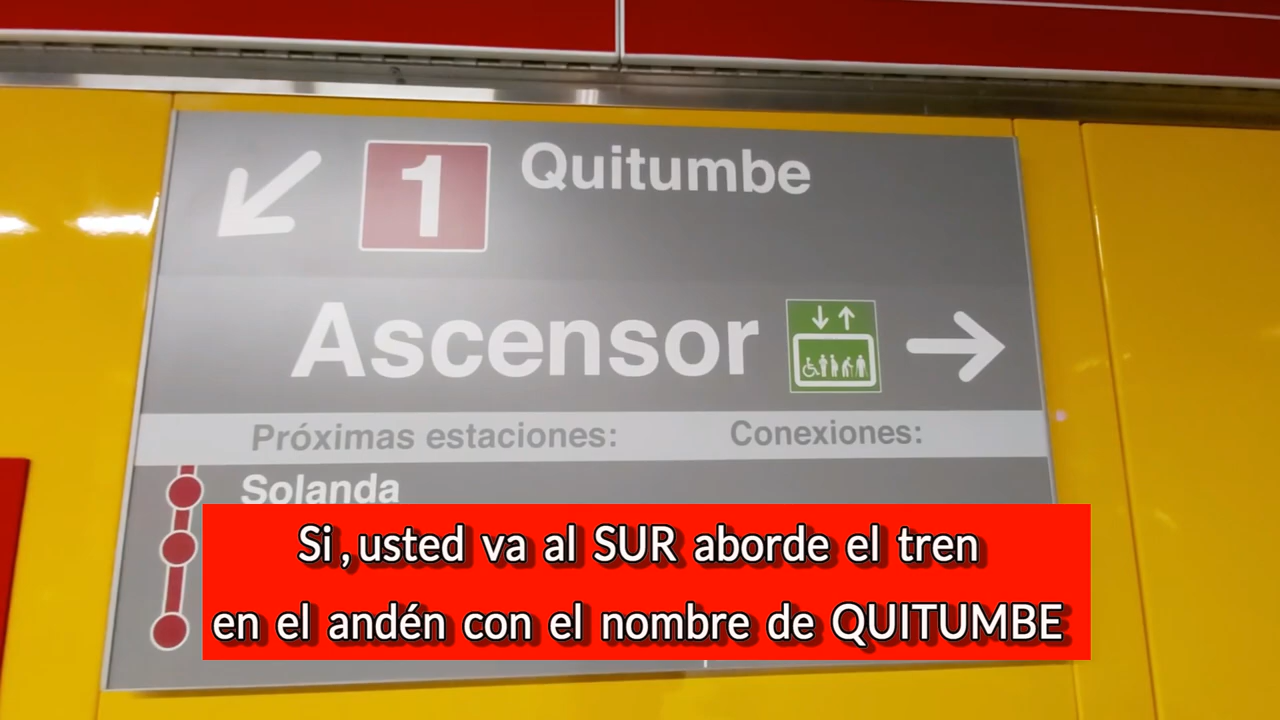 1 Quitumbe
Ascensor
Próximas estaciones: Conexiones:
Solanda
Si ,usted va al SUR aborde el tren
en el andén con el nombre de QUITUMBE